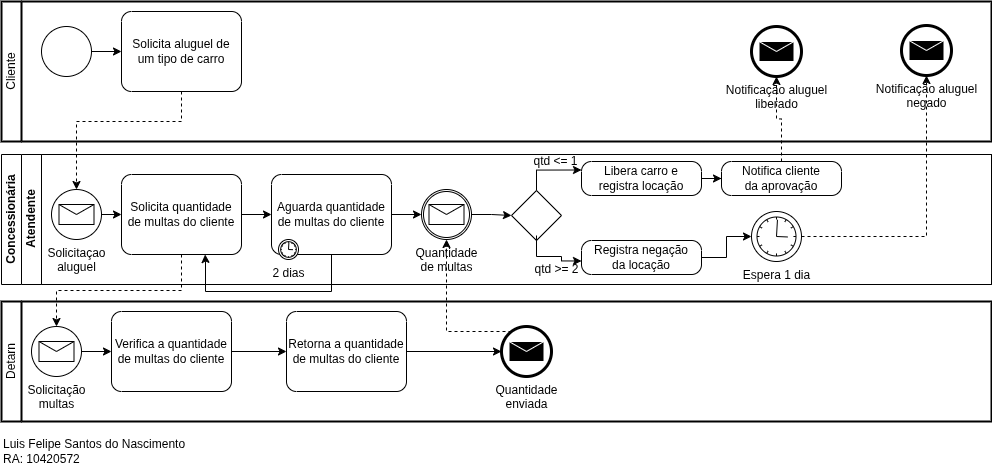 Cliente
Solicita aluguel de
um tipo de carro
Notificação aluguel
liberado
Notificação aluguel
negado
Concessionária
Atendente
Solicitaçao
aluguel
Solicita quantidade
de multas do cliente
Aguarda quantidade
de multas do cliente
2 dias
Quantidade
de multas
qtd <= 1
qtd >= 2
Libera carro e
registra locação
Notifica cliente
da aprovação
Registra negação
da locação
Espera 1 dia
Detarn
Solicitação
multas
Verifica a quantidade
de multas do cliente
Retorna a quantidade
de multas do cliente
Quantidade
enviada
Luis Felipe Santos do Nascimento
RA: 10420572